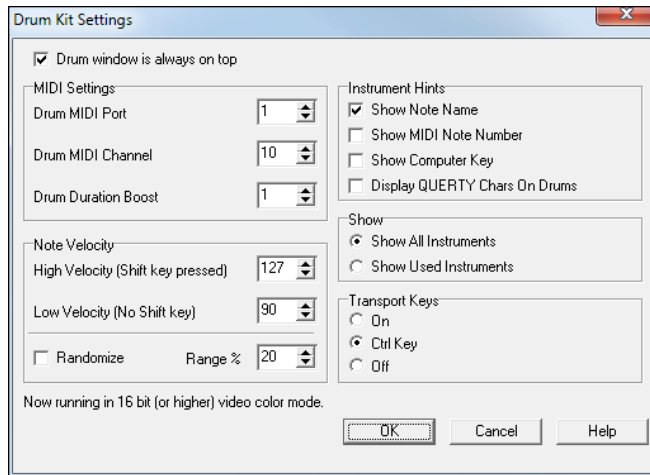 Drum Kit Settings
Drum window is always on top
MIDI Settings
Drum MIDI Port 1
Drum MIDI Channel 10
Drum Duration Boost 1
Note Velocity
High Velocity (Shift key pressed) 127
Low Velocity (No Shift key) 90
Randomize Range % 20
Instrument Hints
Show Note Name
Show MIDI Note Number
Show Computer Key
Display QUERTY Chars On Drums
Show
Show All Instruments
Show Used Instruments
Transport Keys
On
Ctrl Key
Off
Now running in 16 bit (or higher) video color mode.
OK Cancel Help